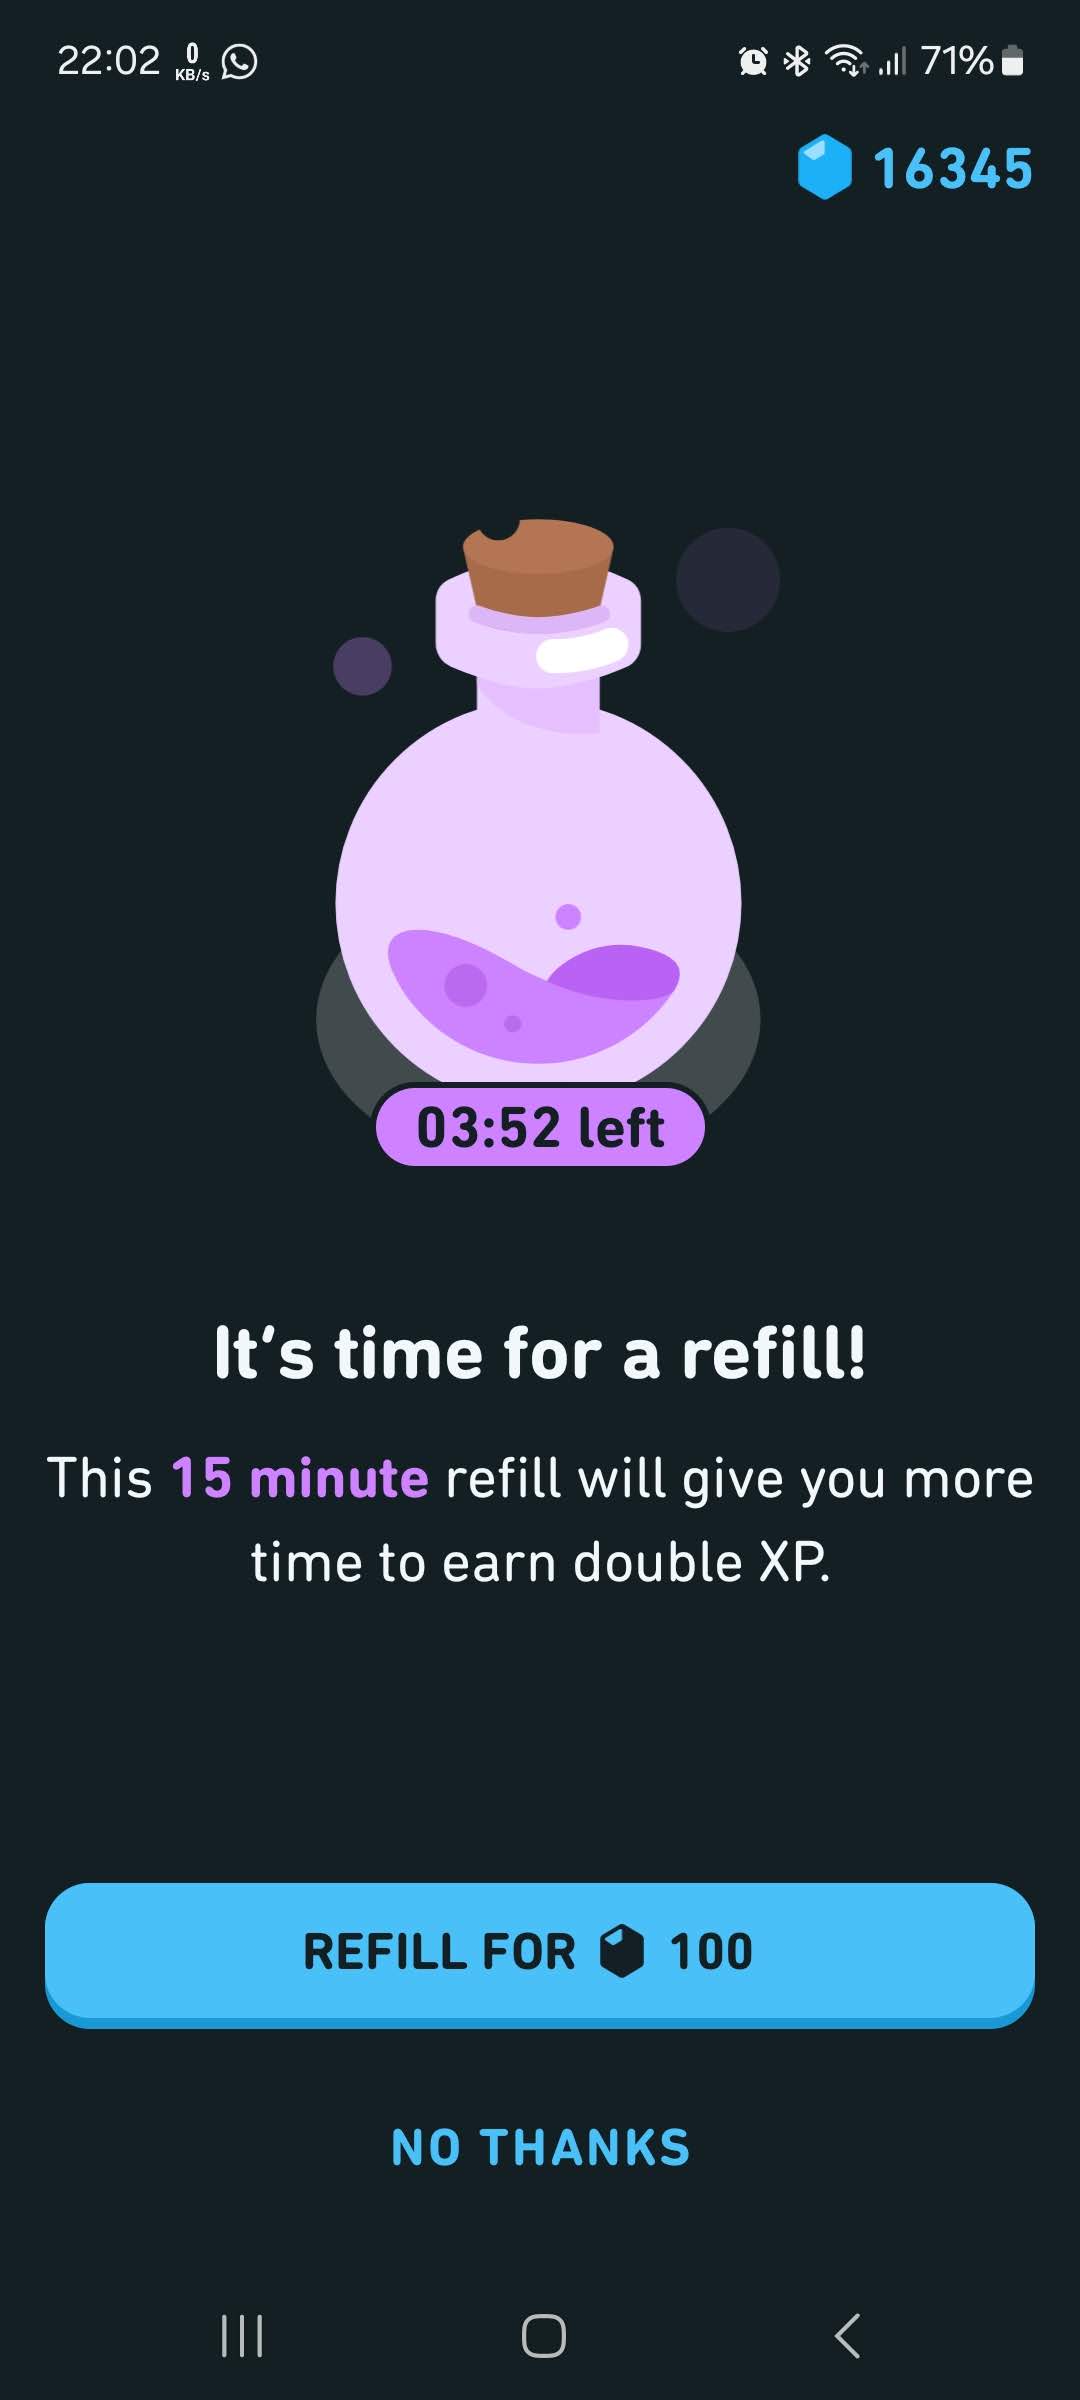 22:02 0 KB/s 71%
16345
03:52 left
It's time for a refill!
This 15 minute refill will give you more
time to earn double XP.
REFILL FOR 100
NO THANKS